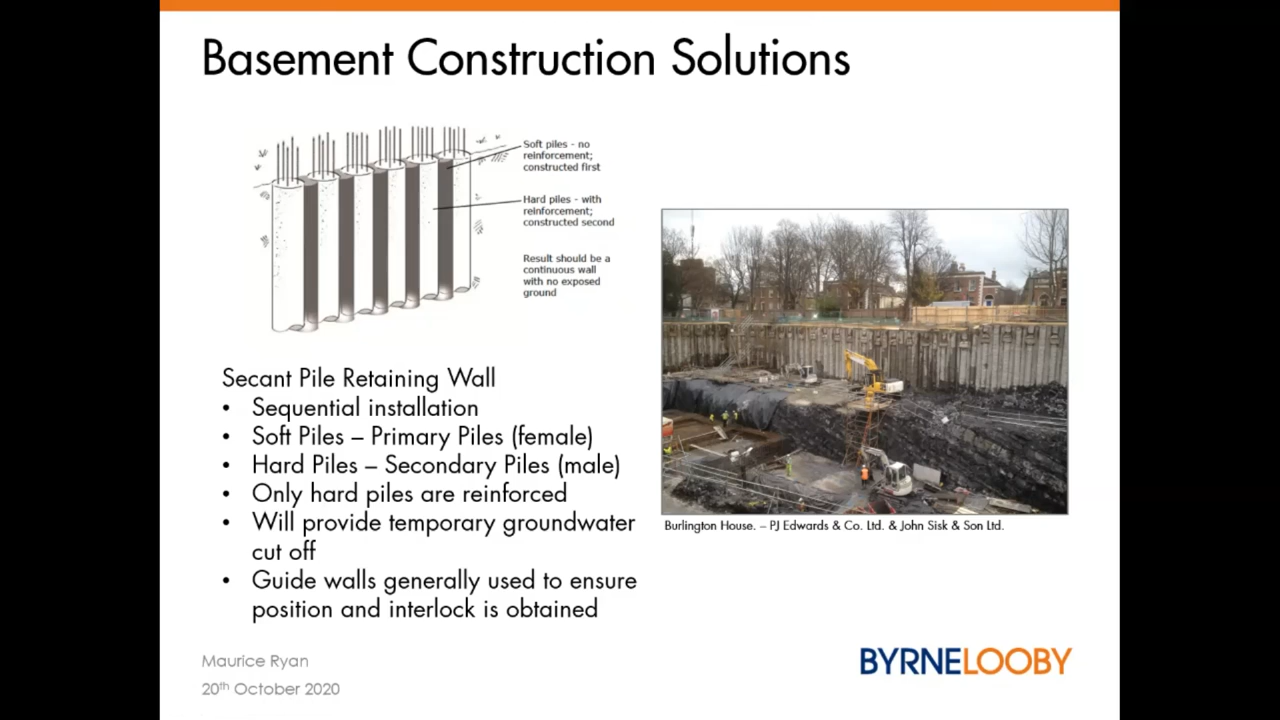 Basement Construction Solutions
Soft piles - no
reinforcement;
constructed first
Hard piles - with
reinforcement;
constructed second
Result should be a
continuous wall
with no exposed
ground
Secant Pile Retaining Wall
• Sequential installation
• Soft Piles – Primary Piles (female)
• Hard Piles – Secondary Piles (male)
• Only hard piles are reinforced
• Will provide temporary groundwater
cut off
• Guide walls generally used to ensure
position and interlock is obtained
Burlington House. – PJ Edwards & Co. Ltd. & John Sisk & Son Ltd.
Maurice Ryan
20th October 2020
BYRNELOOBY